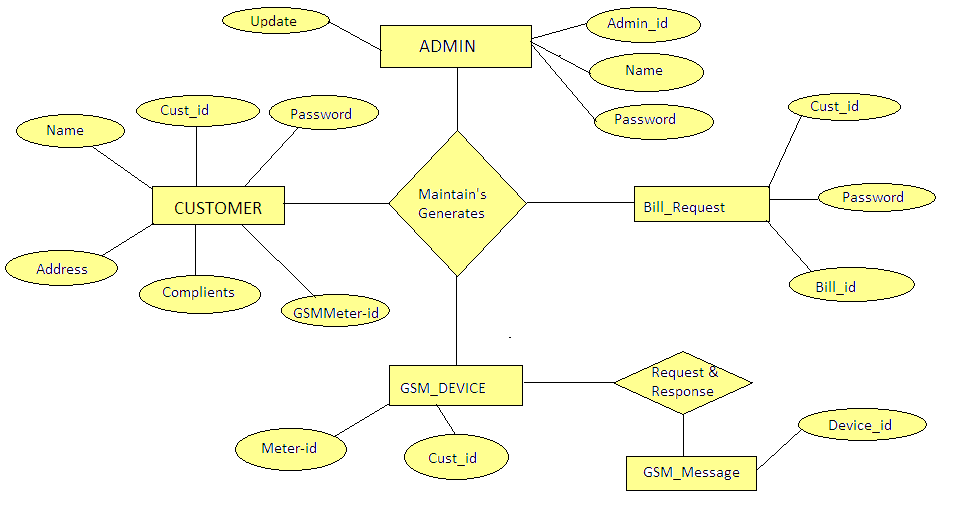 Update
ADMIN
Admin_id
Name
Password
Name
Cust_id
Password
Cust_id
CUSTOMER
Maintain's
Generates
Bill_Request
Password
Address
Complients
GSMMeter-id
Bill_id
GSM_DEVICE
Request &
Response
Meter-id
Cust_id
Device_id
GSM_Message